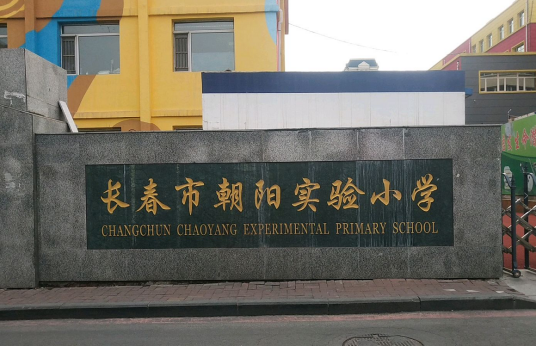 长春市朝阳实验小学
CHANGCHUN CHAOYANG EXPERIMENTAL PRIMARY SCHOOL